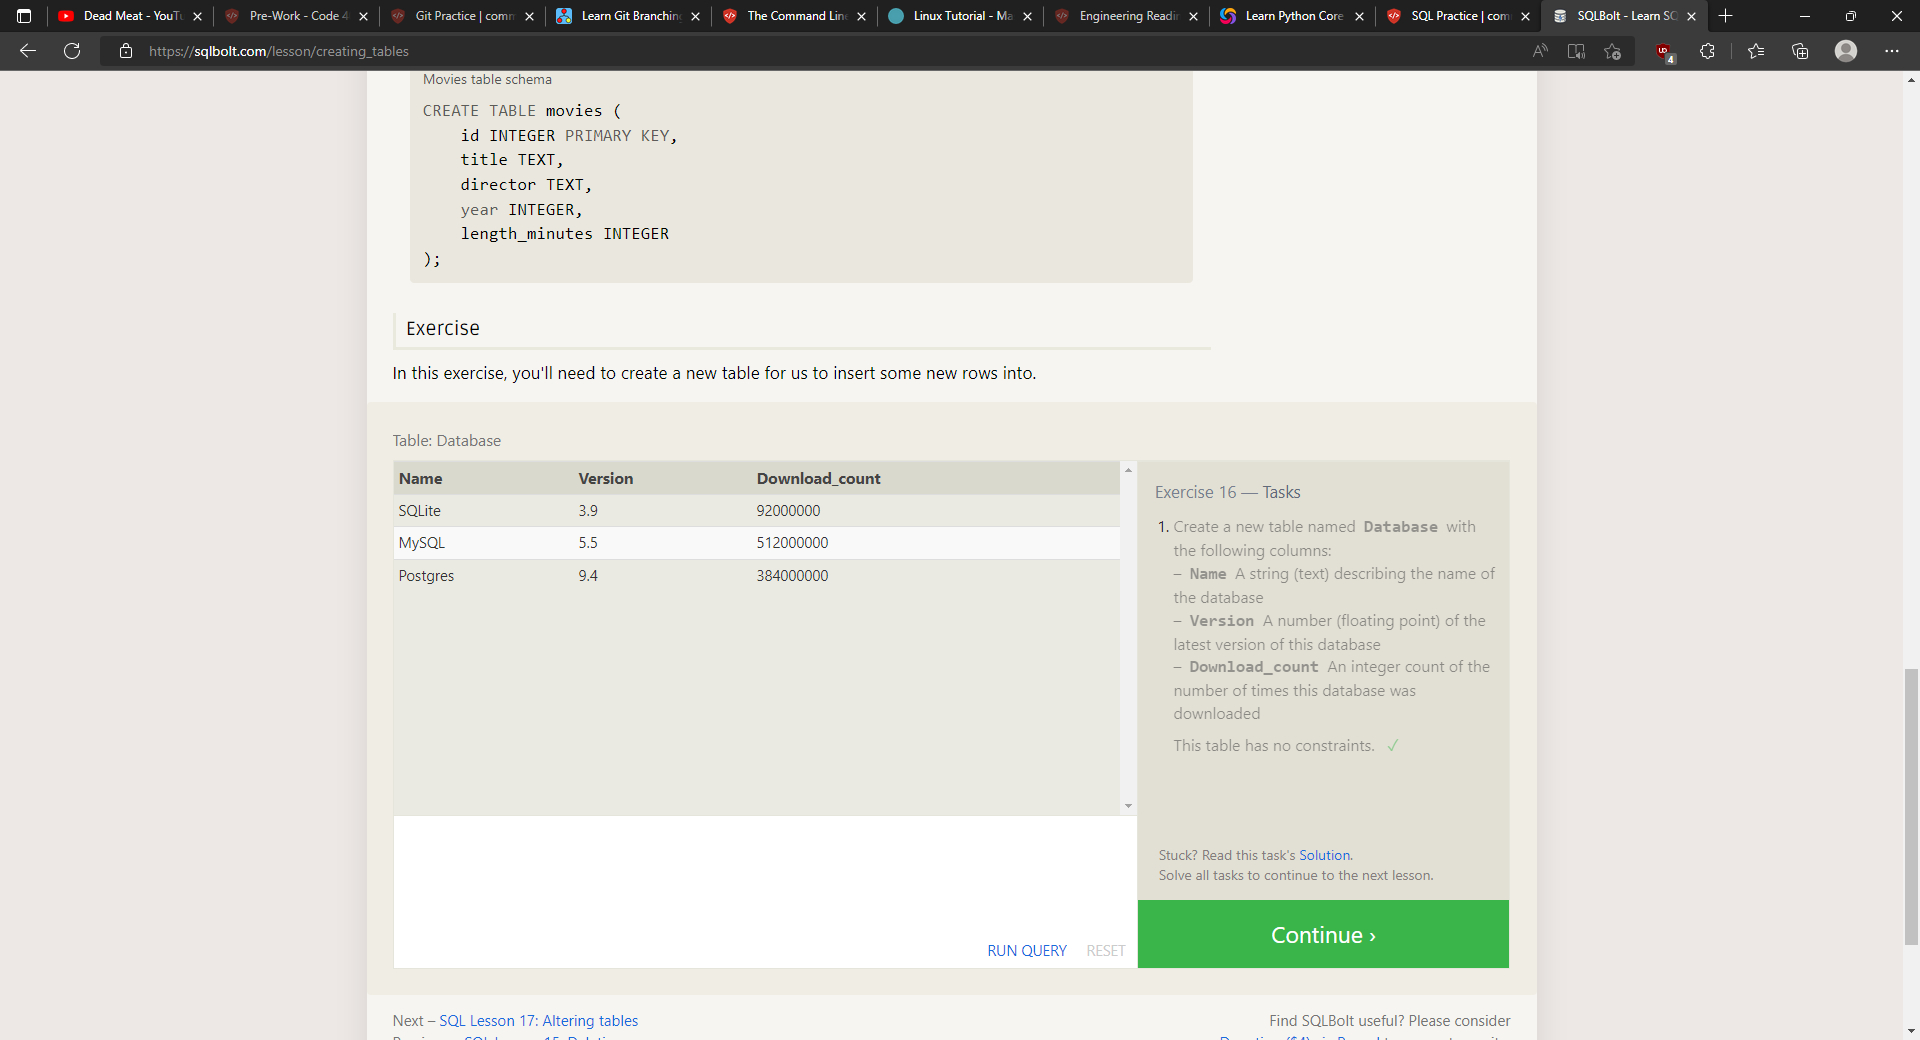 Dead Meat - YouTu
Pre-Work - Code 4
Git Practice | comm
Learn Git Branching
The Command Line
Linux Tutorial - Ma
Engineering Readin
Learn Python Core
SQL Practice | com
SQLBolt - Learn SQ
https://sqlbolt.com/lesson/creating_tables
4
Movies table schema
CREATE TABLE movies (
id INTEGER PRIMARY KEY,
title TEXT,
director TEXT,
year INTEGER,
length_minutes INTEGER
);
Exercise
In this exercise, you'll need to create a new table for us to insert some new rows into.
Table: Database
Name Version Download_count
SQLite 3.9 92000000
MySQL 5.5 512000000
Postgres 9.4 384000000
RUN QUERY RESET
Exercise 16 — Tasks
1. Create a new table named Database with
the following columns:
– Name A string (text) describing the name of
the database
– Version A number (floating point) of the
latest version of this database
– Download_count An integer count of the
number of times this database was
downloaded
This table has no constraints. ✓
Stuck? Read this task's Solution.
Solve all tasks to continue to the next lesson.
Continue ›
Next – SQL Lesson 17: Altering tables
Find SQLBolt useful? Please consider